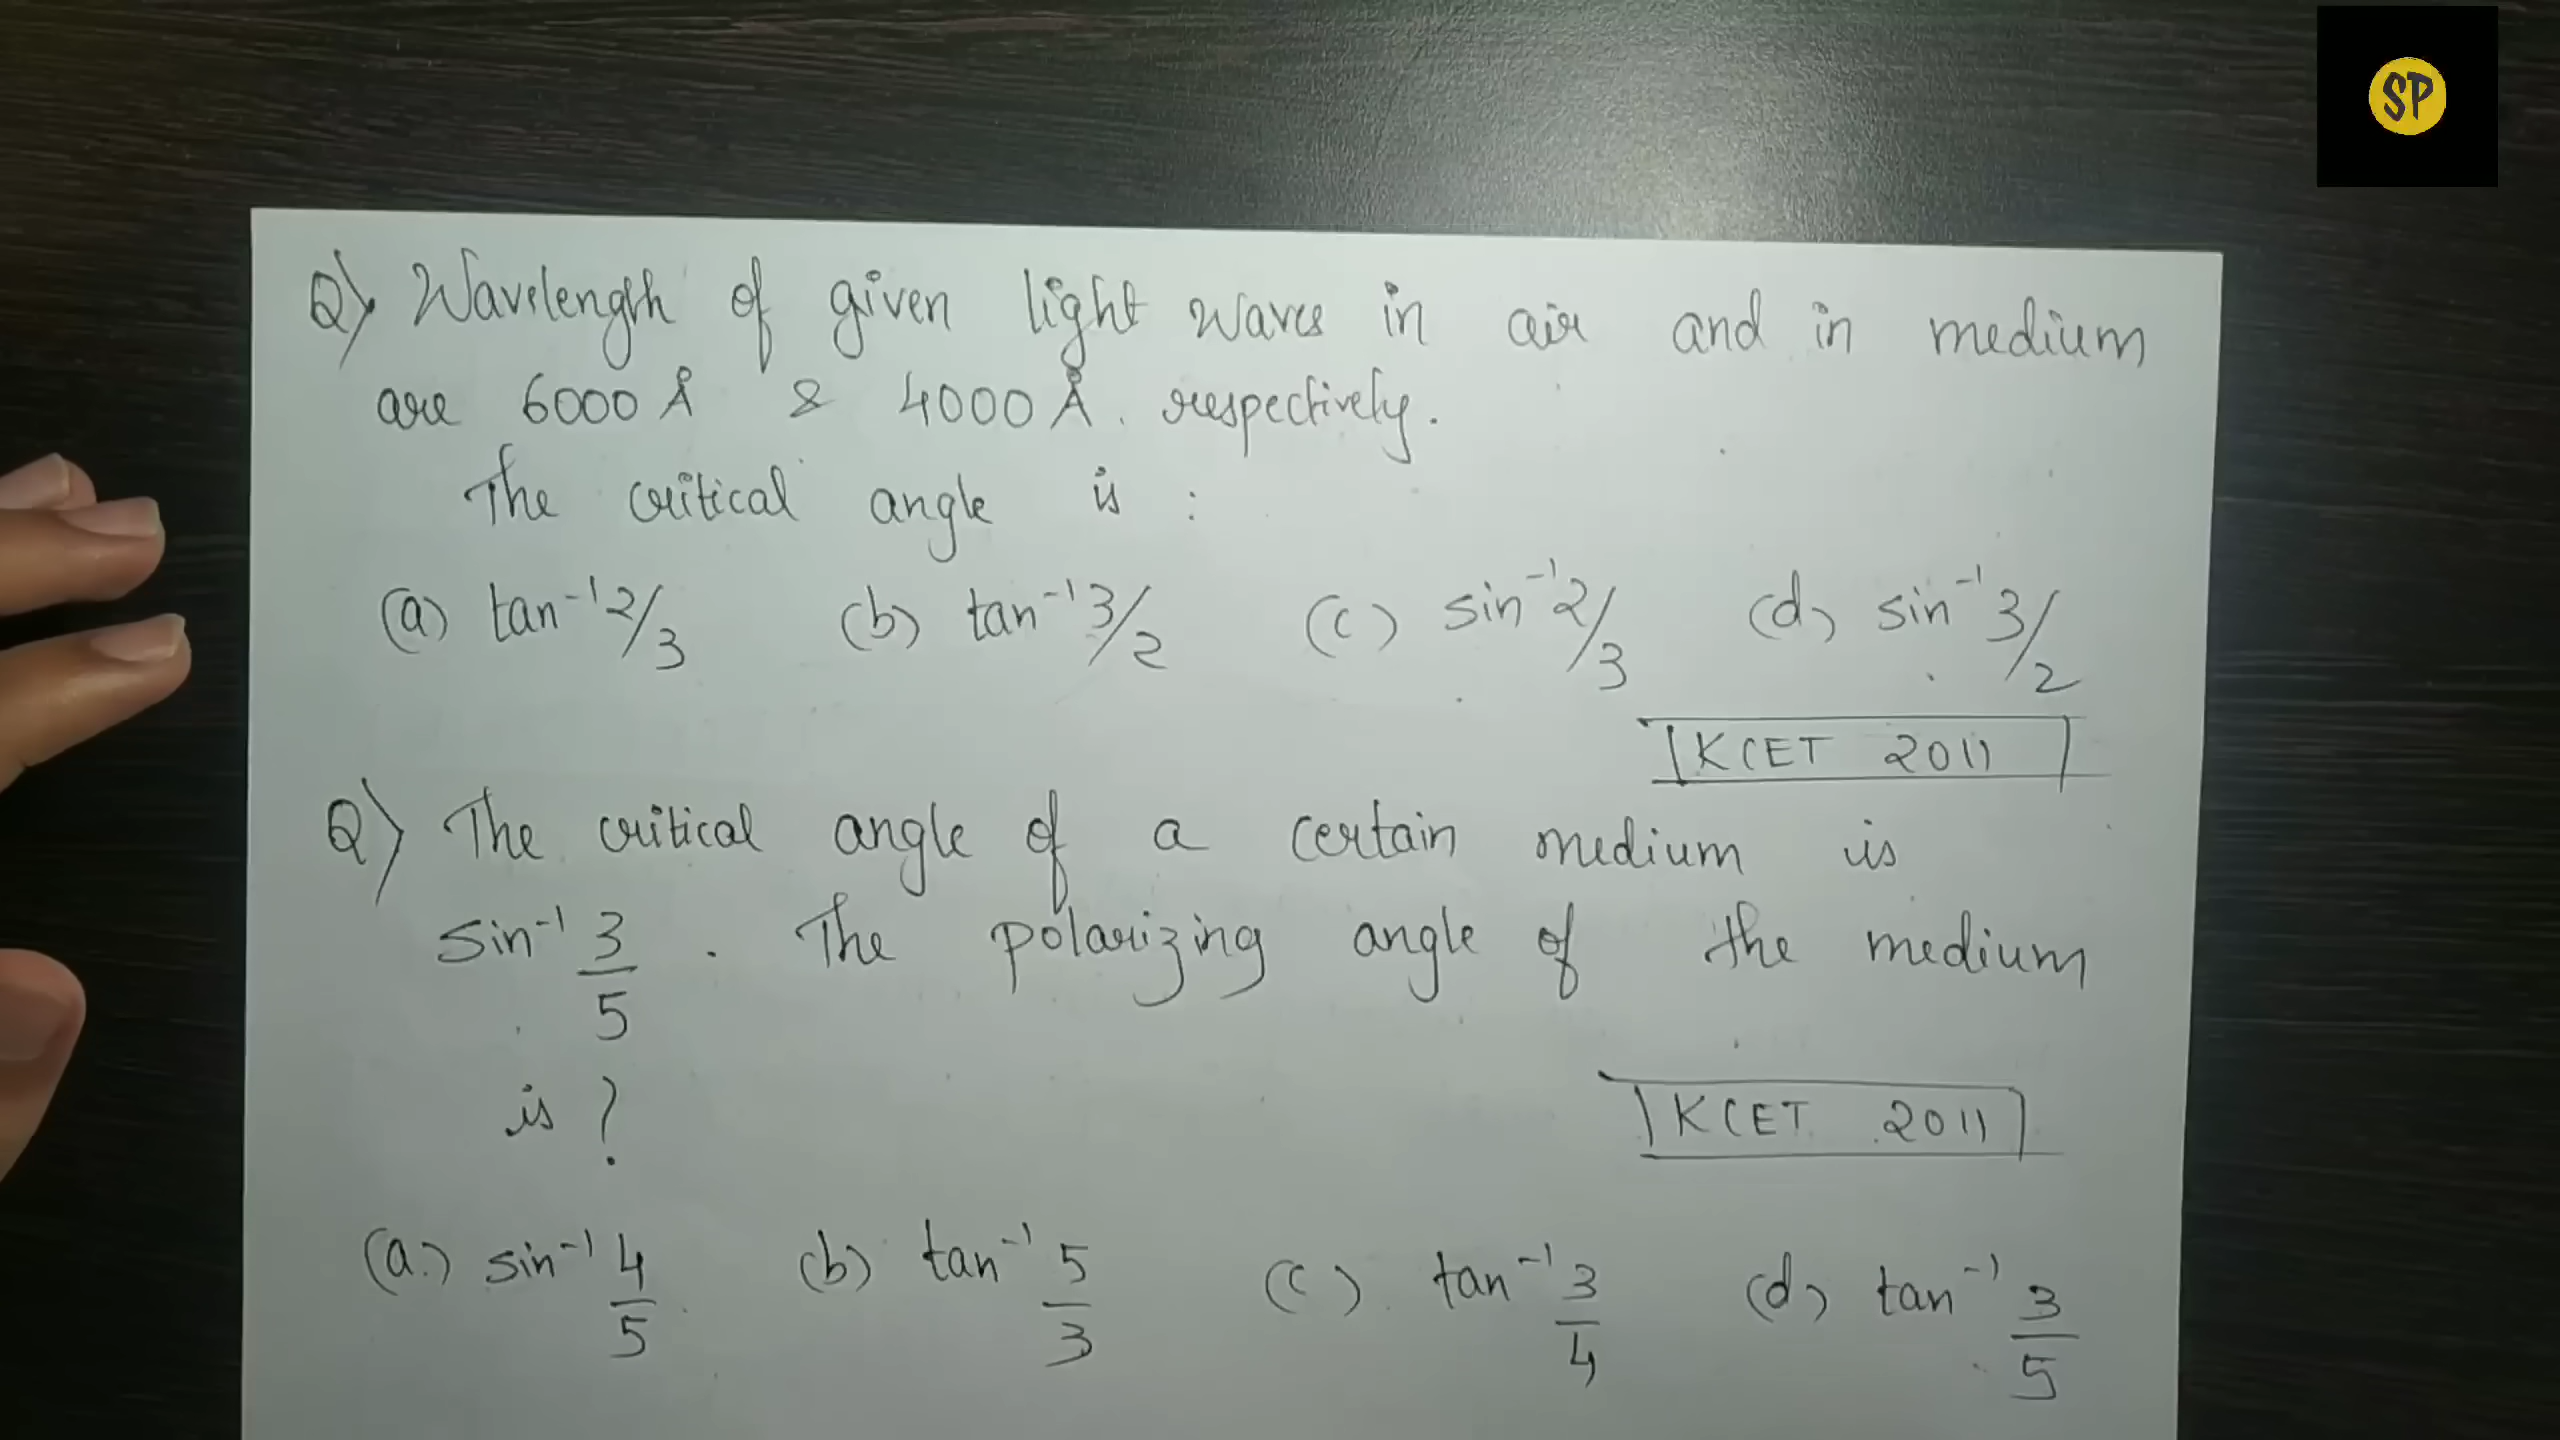 SP
Q) Wavelength of given light waves in air and in medium
are 6000 Å & 4000 Å. respectively.
The critical angle is :
(a) tan⁻¹ 2/3 (b) tan⁻¹ 3/2 (c) sin⁻¹ 2/3 (d) sin⁻¹ 3/2
KCET 2011
Q) The critical angle of a certain medium is
sin⁻¹ 3/5 . The polarizing angle of the medium
is ?
KCET 2011
(a.) sin⁻¹ 4/5 (b) tan⁻¹ 5/3 (c) tan⁻¹ 3/4 (d) tan⁻¹ 3/5